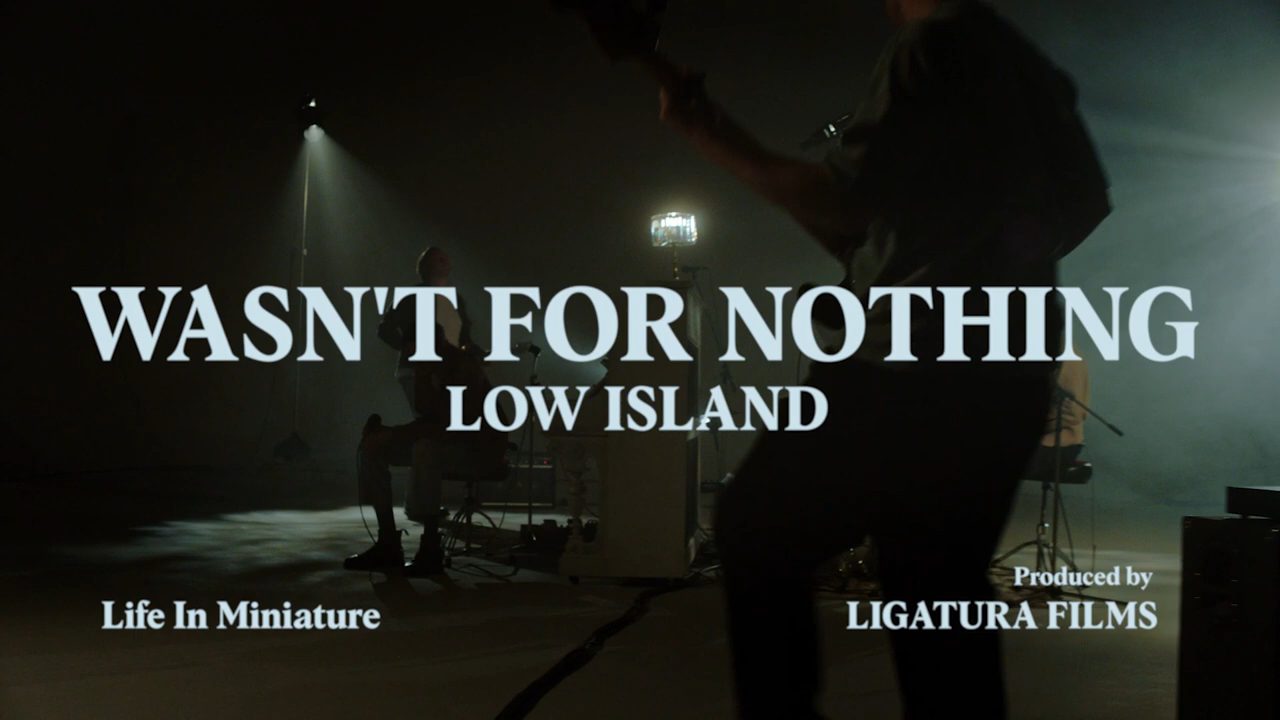 WASN'T FOR NOTHING
LOW ISLAND
Life In Miniature
Produced by
LIGATURA FILMS